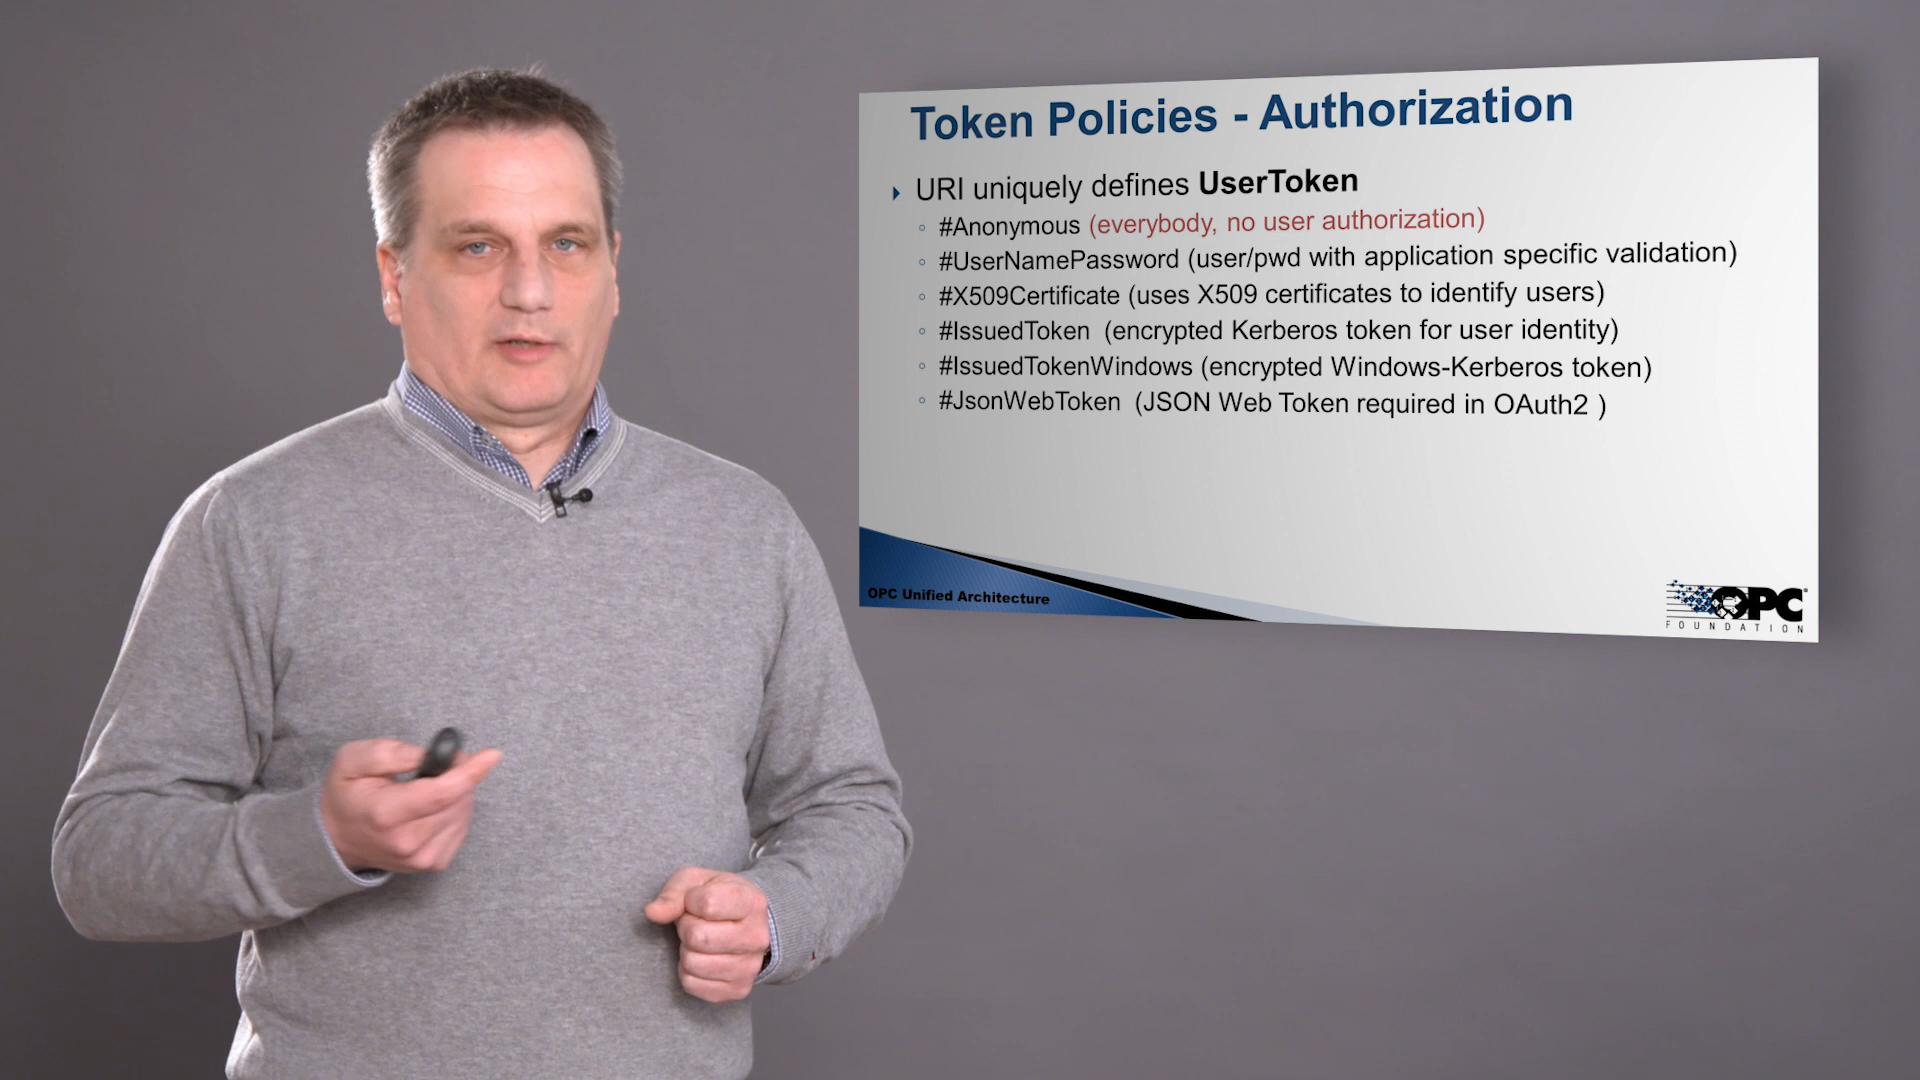 Token Policies - Authorization
URI uniquely defines UserToken
#Anonymous (everybody, no user authorization)
#UserNamePassword (user/pwd with application specific validation)
#X509Certificate (uses X509 certificates to identify users)
#IssuedToken (encrypted Kerberos token for user identity)
#IssuedTokenWindows (encrypted Windows-Kerberos token)
#JsonWebToken (JSON Web Token required in OAuth2 )
OPC Unified Architecture
OPC
FOUNDATION